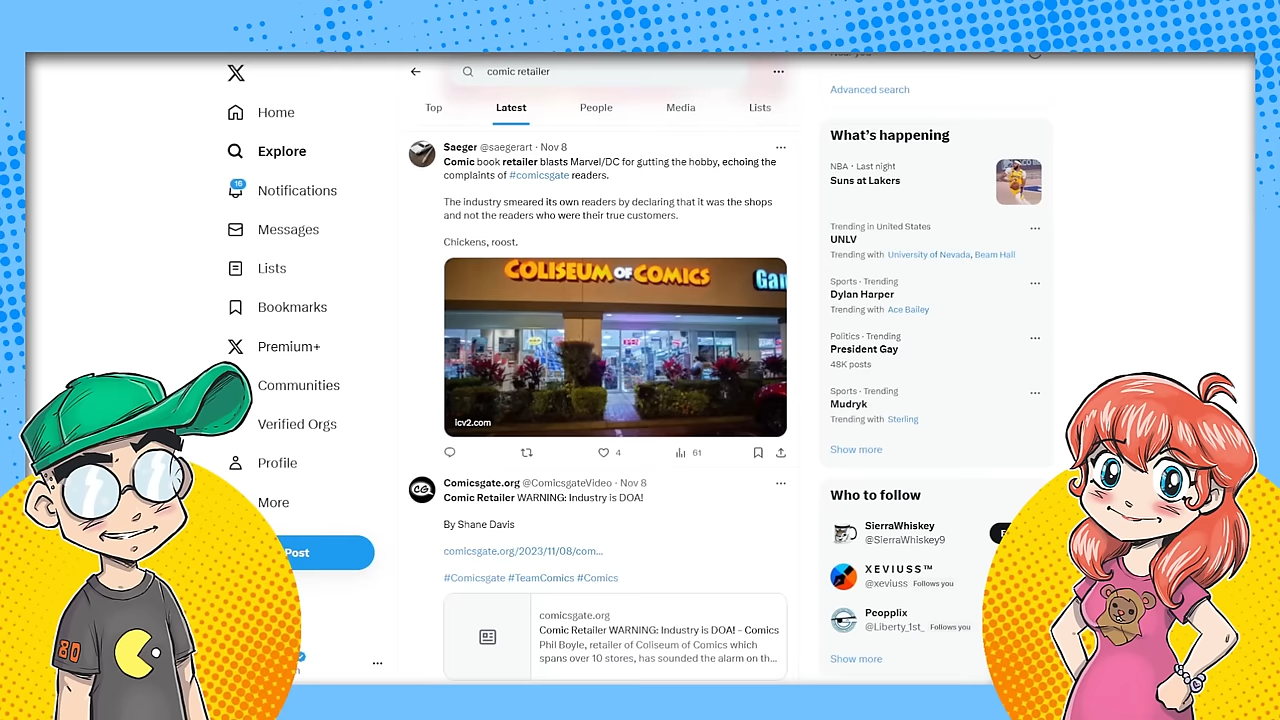 comic retailer
Home
Explore
16
Notifications
Messages
Lists
Bookmarks
Premium+
Communities
Verified Orgs
Profile
More
Post
Top
Latest
People
Media
Lists
Saeger @saegerart · Nov 8
Comic book retailer blasts Marvel/DC for gutting the hobby, echoing the
complaints of #comicsgate readers.
The industry smeared its own readers by declaring that it was the shops
and not the readers who were their true customers.
Chickens, roost.
COLISEUM OF COMICS
Gam
lcv2.com
4
61
Comicsgate.org @ComicsgateVideo · Nov 8
Comic Retailer WARNING: Industry is DOA!
By Shane Davis
comicsgate.org/2023/11/08/com...
#Comicsgate #TeamComics #Comics
comicsgate.org
Comic Retailer WARNING: Industry is DOA! - Comics
Phil Boyle, retailer of Coliseum of Comics which
spans over 10 stores, has sounded the alarm on th...
Advanced search
What's happening
NBA · Last night
Suns at Lakers
Trending in United States
UNLV
Trending with University of Nevada, Beam Hall
Sports · Trending
Dylan Harper
Trending with Ace Bailey
Politics · Trending
President Gay
48K posts
Sports · Trending
Mudryk
Trending with Sterling
Show more
Who to follow
SierraWhiskey
@SierraWhiskey9
XEVIUSS™
@xeviuss Follows you
Peopplix
@Liberty_1st_ Follows you
Show more
80
CG